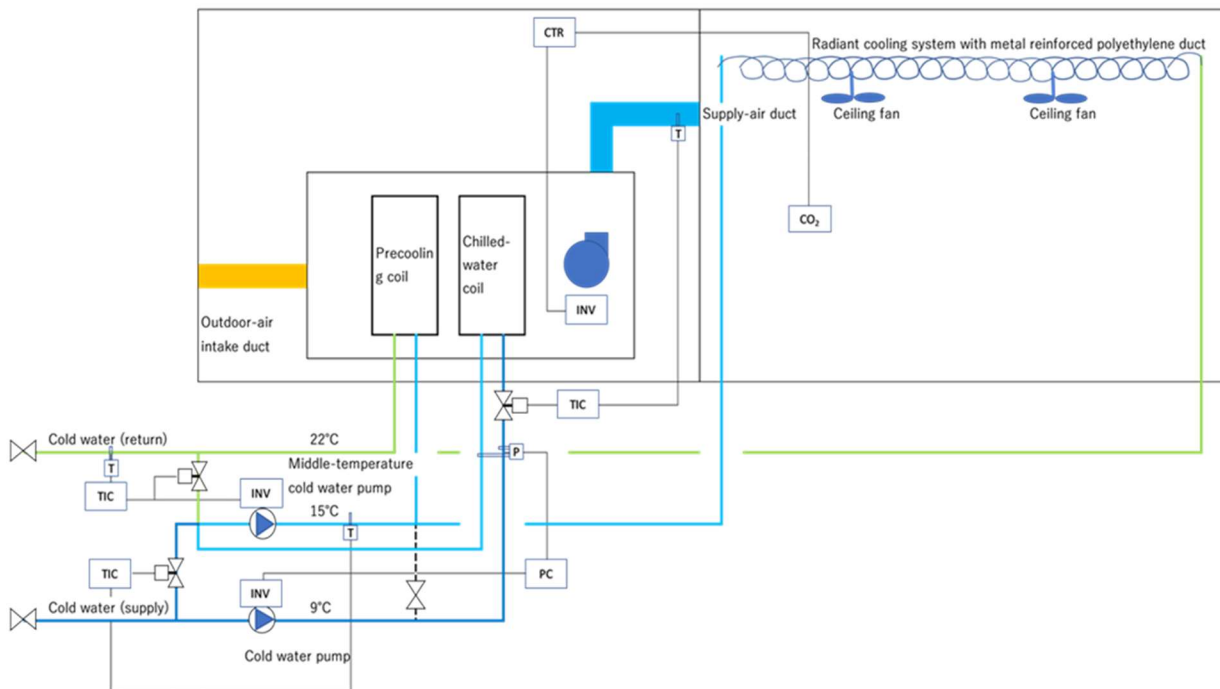 CTR
Radiant cooling system with metal reinforced polyethylene duct
Supply-air duct
Ceiling fan
Ceiling fan
T
CO₂
Precoolin
g coil
Chilled-
water
coil
INV
Outdoor-air
intake duct
TIC
Cold water (return)
22°C
P
T
Middle-temperature
cold water pump
TIC
INV
15°C
T
TIC
PC
INV
Cold water (supply)
9°C
Cold water pump